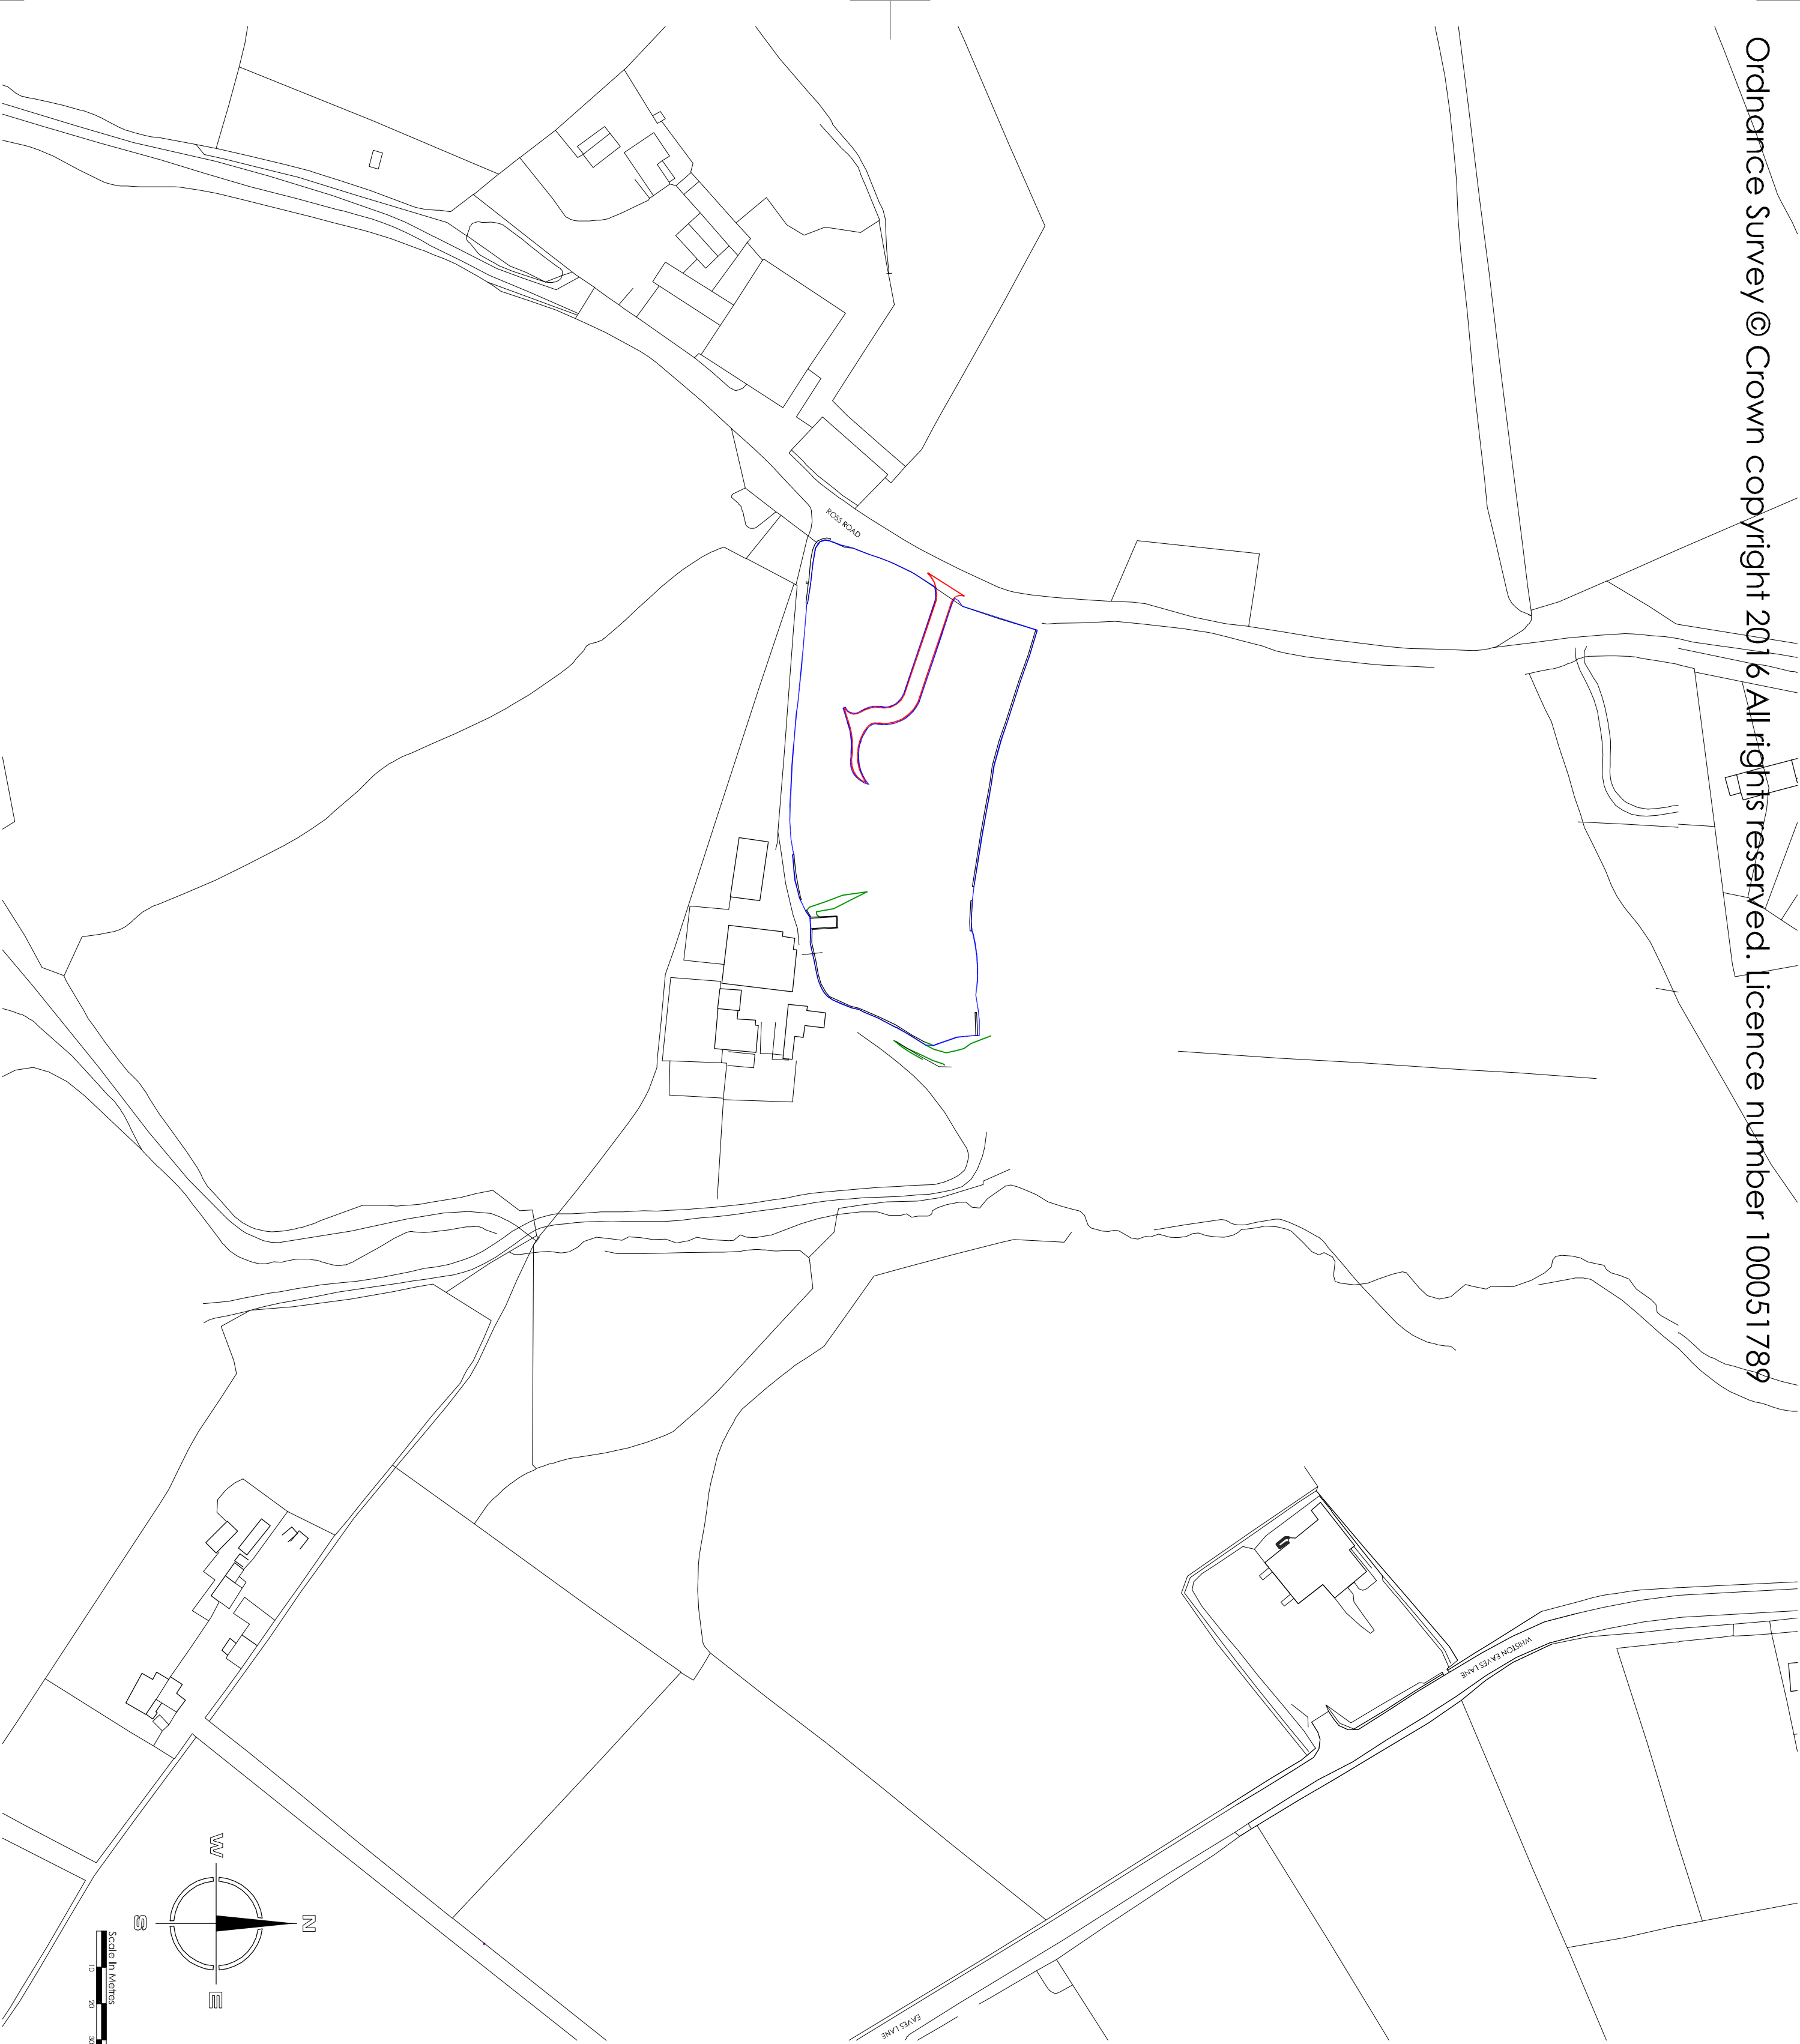 Ordnance Survey © Crown copyright 2016 All rights reserved. Licence number 100051789
ROSS ROAD
WHISTON EAVES LANE
EAVES LANE
N
W
E
S
Scale In Metres
10
20
30